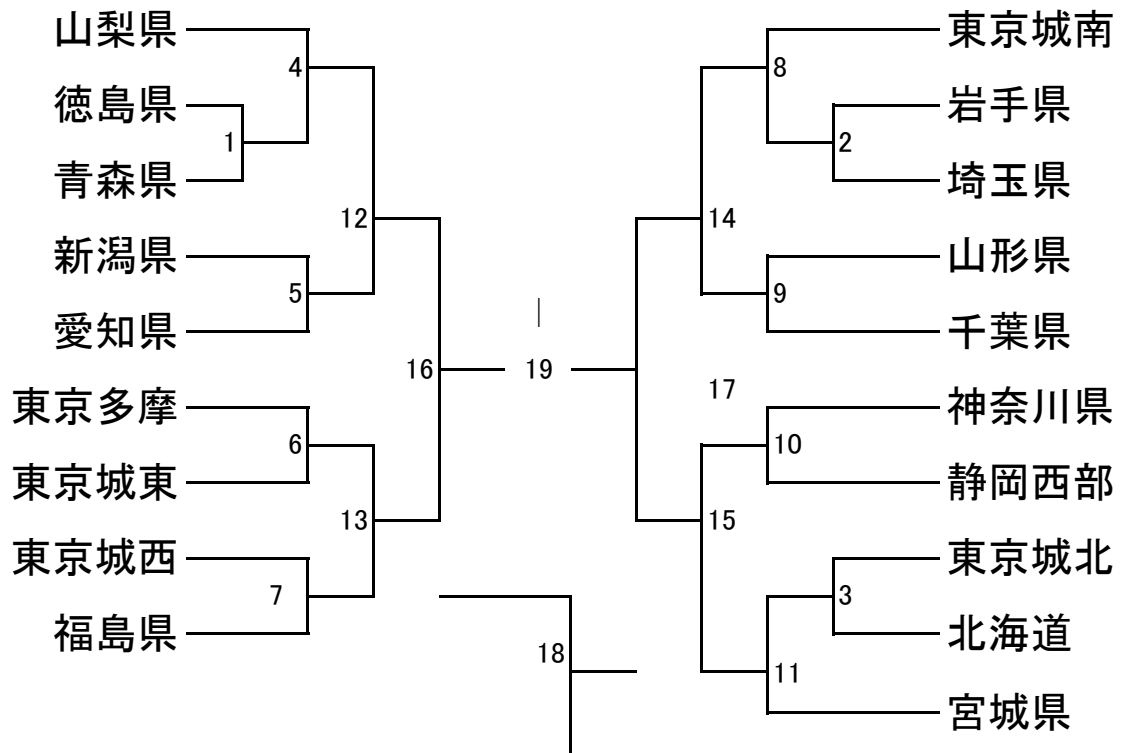 山梨県
4
徳島県
1
青森県
12
新潟県
5
愛知県
16
東京多摩
6
東京城東
13
東京城西
7
福島県
18
19
東京城南
8
岩手県
2
埼玉県
14
山形県
9
千葉県
17
神奈川県
10
静岡西部
15
東京城北
3
北海道
11
宮城県